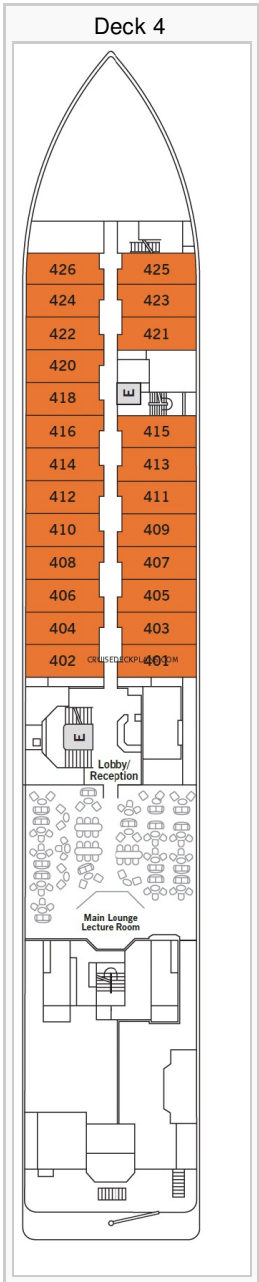 Deck 4
426 425
424 423
422 421
420
E
418
416 415
414 413
412 411
410 409
408 407
406 405
404 403
402 401
CRUISEDECKPLANS.COM
E
Lobby/
Reception
Main Lounge
Lecture Room